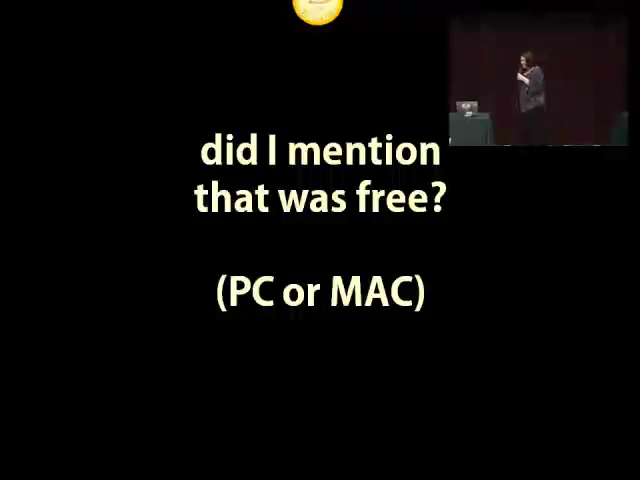 did I mention
that was free?
(PC or MAC)